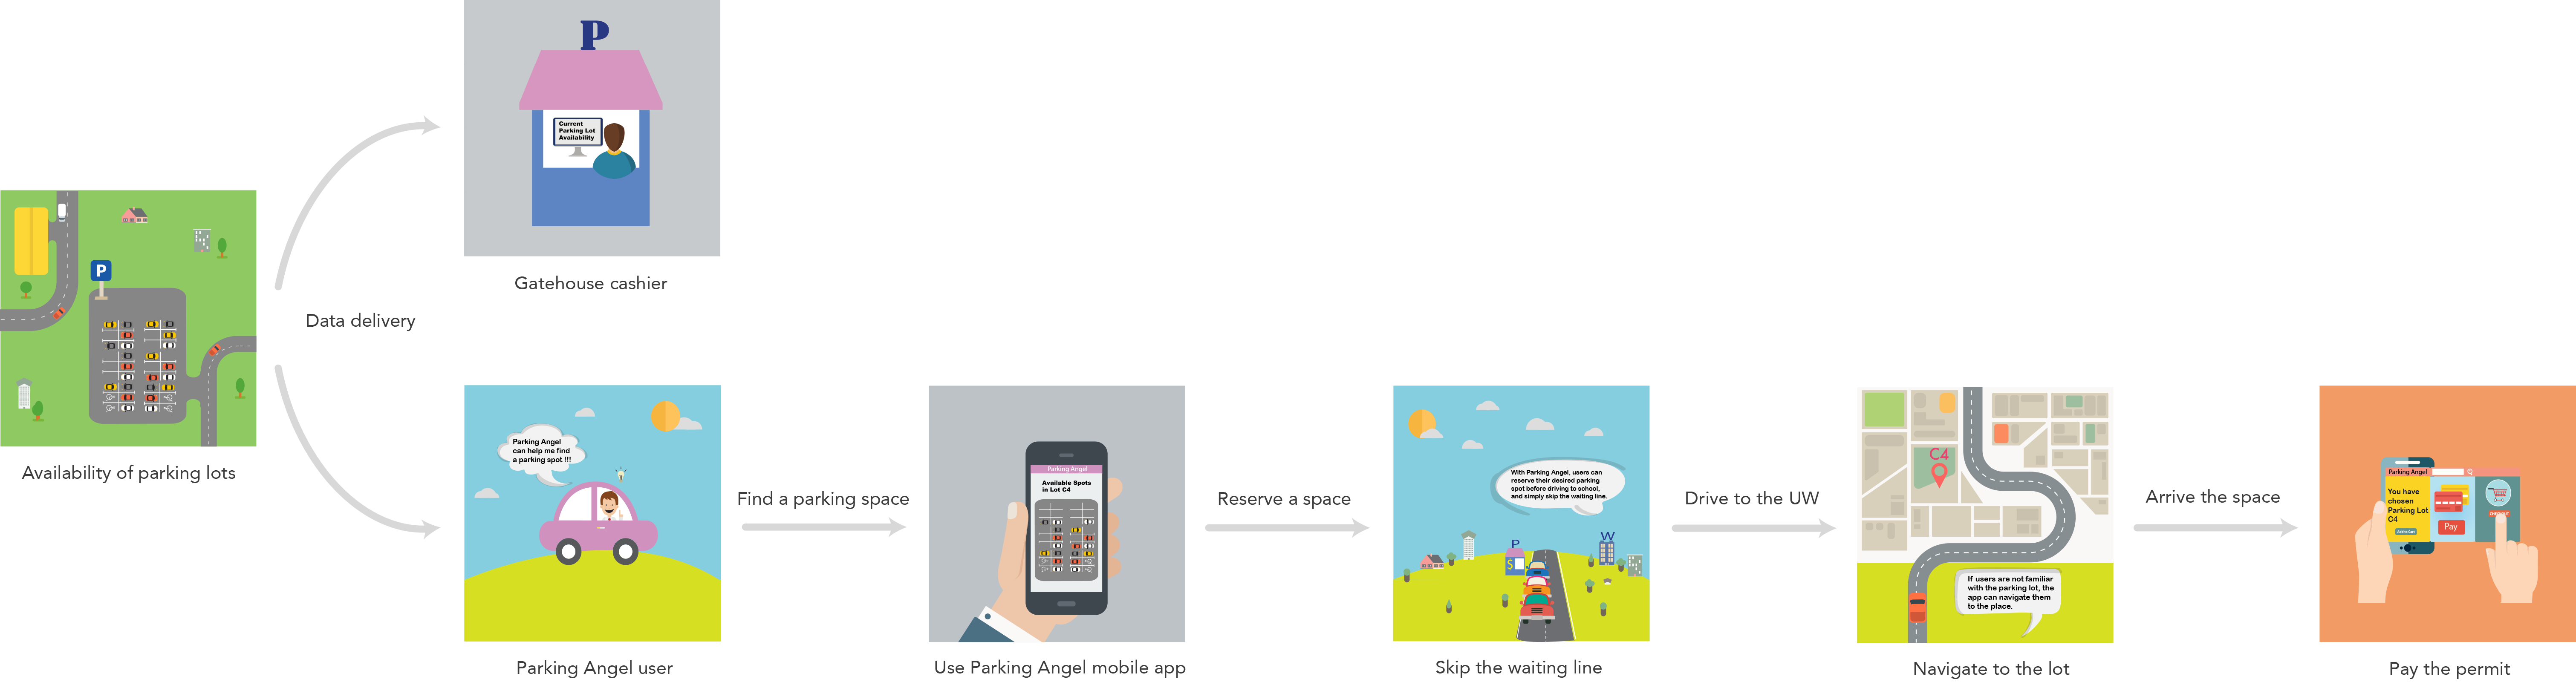 P
Current
Parking Lot
Availability
Gatehouse cashier
Data delivery
P
Availability of parking lots
Parking Angel
can help me find
a parking spot !!!
Parking Angel user
Find a parking space
Parking Angel
Available Spots
in Lot C4
Use Parking Angel mobile app
Reserve a space
With Parking Angel, users can
reserve their desired parking
spot before driving to school,
and simply skip the waiting line.
P
$
W
Skip the waiting line
Drive to the UW
C4
If users are not familiar
with the parking lot, the
app can navigate them
to the place.
Navigate to the lot
Arrive the space
Parking Angel
You have
chosen
Parking Lot
C4
Add to Cart
Pay
Pay the permit